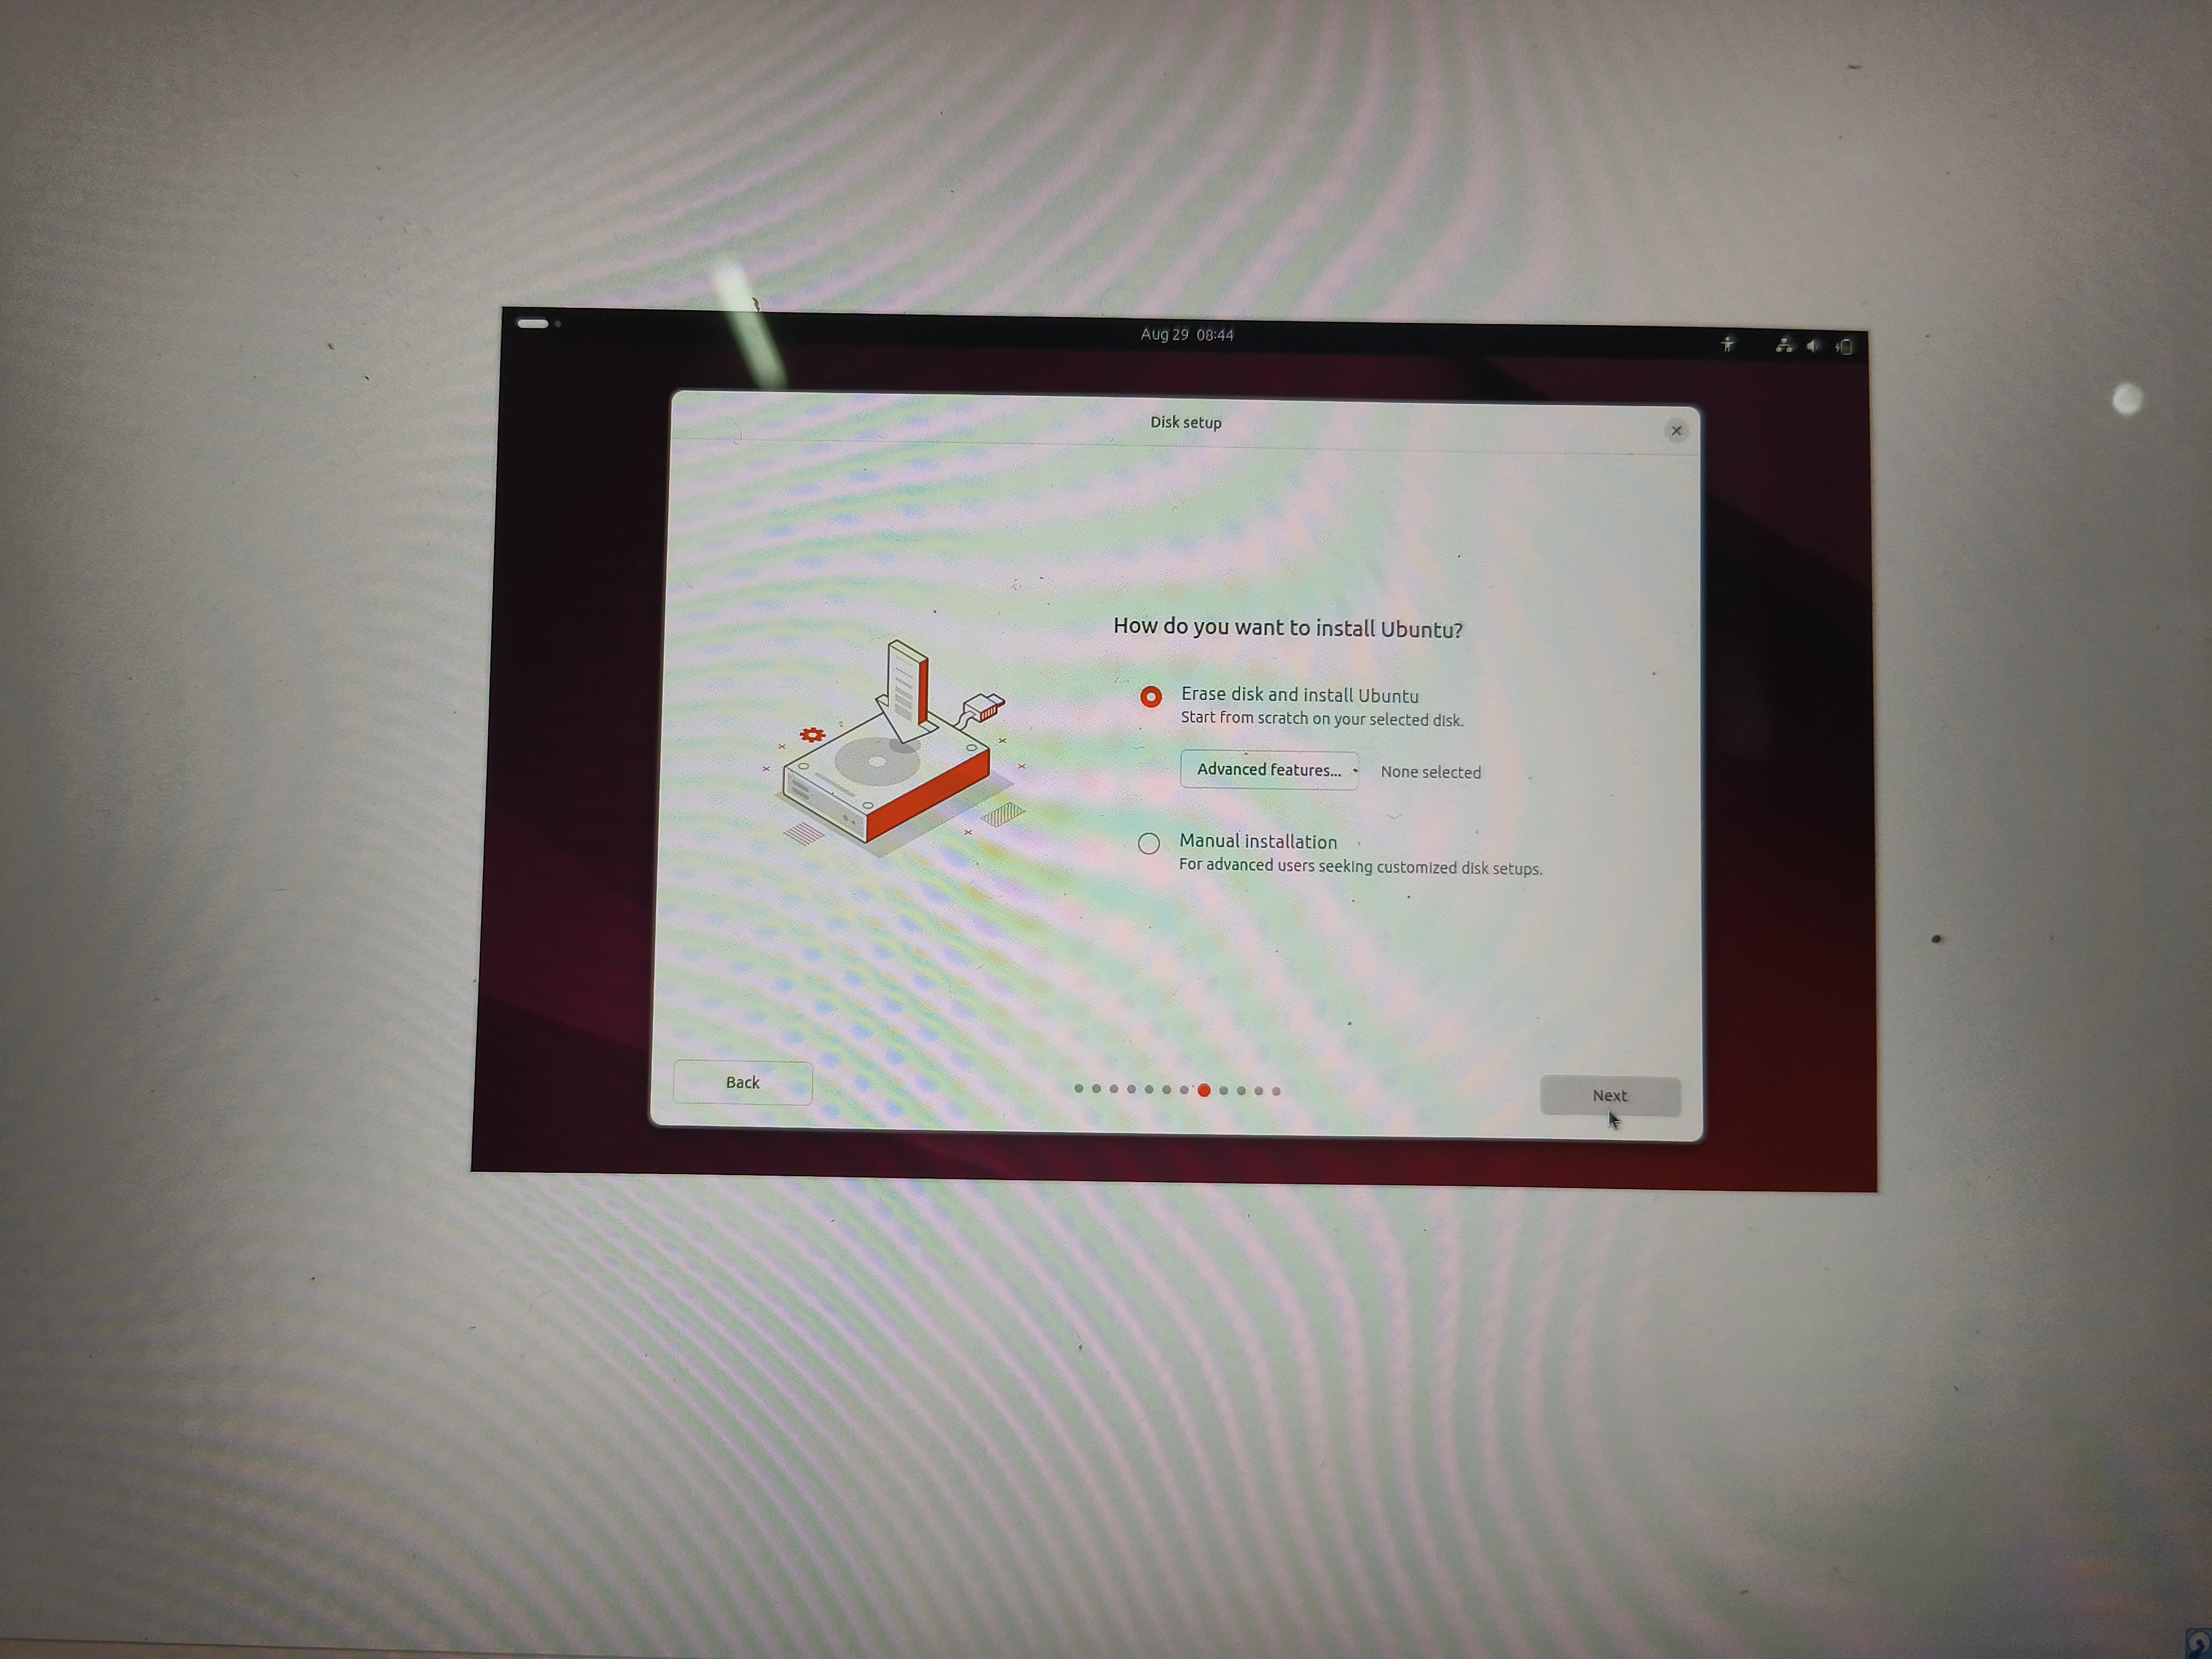 Aug 29 08:44
Disk setup
How do you want to install Ubuntu?
Erase disk and install Ubuntu
Start from scratch on your selected disk.
Advanced features...
None selected
Manual installation
For advanced users seeking customized disk setups.
Back
Next